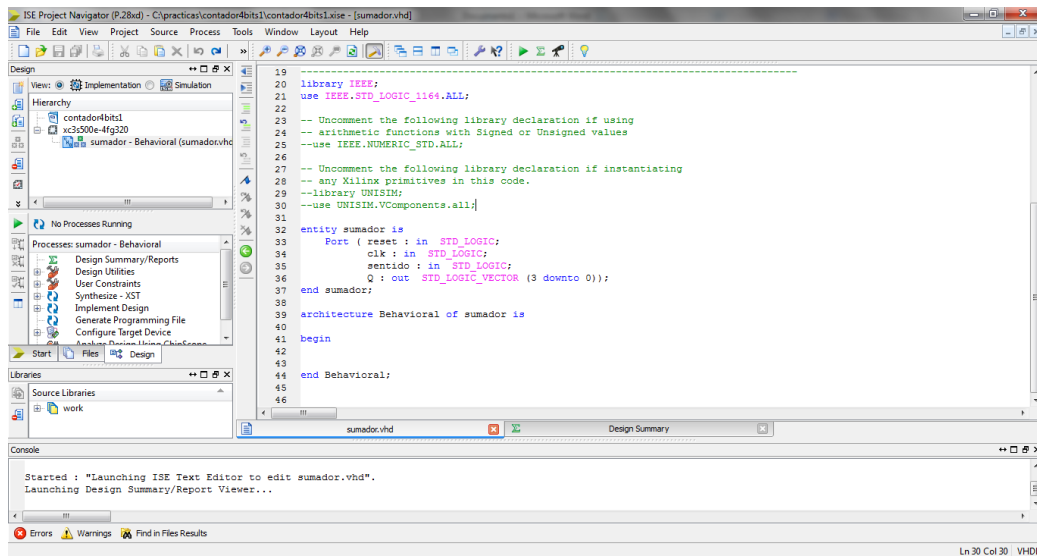 ISE Project Navigator (P.28xd) - C:\practicas\contador4bits1\contador4bits1.xise - [sumador.vhd]
File Edit View Project Source Process Tools Window Layout Help
Design
View: Implementation Simulation
Hierarchy
contador4bits1
xc3s500e-4fg320
sumador - Behavioral (sumador.vhd
No Processes Running
Processes: sumador - Behavioral
Design Summary/Reports
Design Utilities
User Constraints
Synthesize - XST
Implement Design
Generate Programming File
Configure Target Device
Analyze Design Using ChipScope
Start Files Design
Libraries
Source Libraries
work
19 --------------------------------------------------------------------------------
20 library IEEE;
21 use IEEE.STD_LOGIC_1164.ALL;
22
23 -- Uncomment the following library declaration if using
24 -- arithmetic functions with Signed or Unsigned values
25 --use IEEE.NUMERIC_STD.ALL;
26
27 -- Uncomment the following library declaration if instantiating
28 -- any Xilinx primitives in this code.
29 --library UNISIM;
30 --use UNISIM.VComponents.all;
31
32 entity sumador is
33 Port ( reset : in STD_LOGIC;
34 clk : in STD_LOGIC;
35 sentido : in STD_LOGIC;
36 Q : out STD_LOGIC_VECTOR (3 downto 0));
37 end sumador;
38
39 architecture Behavioral of sumador is
40
41 begin
42
43
44 end Behavioral;
45
46
sumador.vhd Design Summary
Console
Started : "Launching ISE Text Editor to edit sumador.vhd".
Launching Design Summary/Report Viewer...
Errors Warnings Find in Files Results
Ln 30 Col 30 VHDL